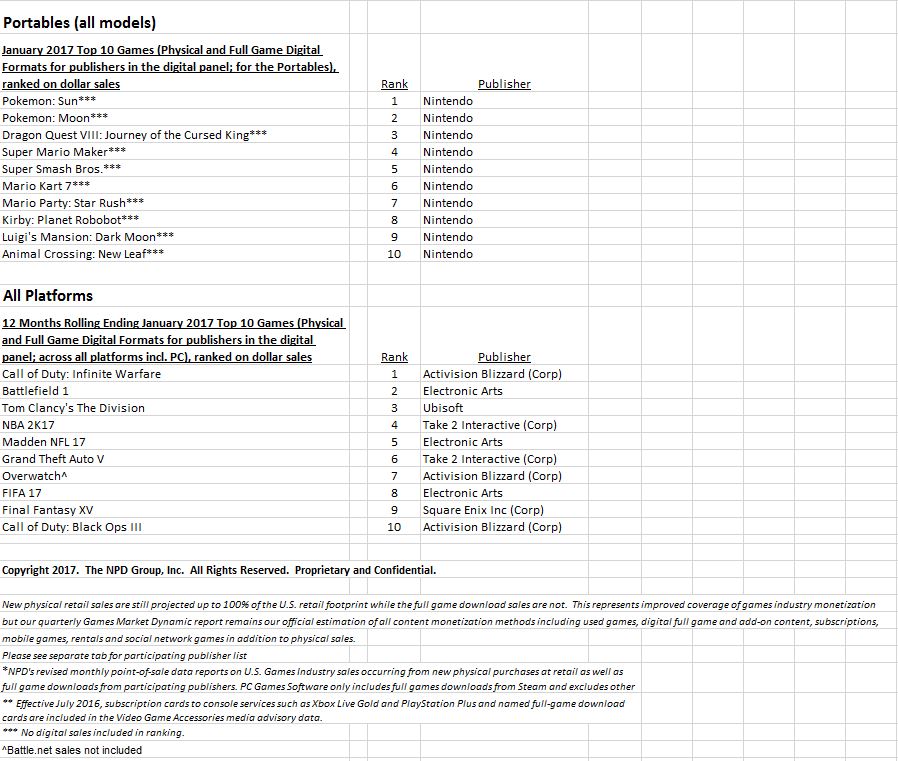 Portables (all models)
January 2017 Top 10 Games (Physical and Full Game Digital
Formats for publishers in the digital panel; for the Portables),
ranked on dollar sales Rank Publisher
Pokemon: Sun*** 1 Nintendo
Pokemon: Moon*** 2 Nintendo
Dragon Quest VIII: Journey of the Cursed King*** 3 Nintendo
Super Mario Maker*** 4 Nintendo
Super Smash Bros.*** 5 Nintendo
Mario Kart 7*** 6 Nintendo
Mario Party: Star Rush*** 7 Nintendo
Kirby: Planet Robobot*** 8 Nintendo
Luigi's Mansion: Dark Moon*** 9 Nintendo
Animal Crossing: New Leaf*** 10 Nintendo
All Platforms
12 Months Rolling Ending January 2017 Top 10 Games (Physical
and Full Game Digital Formats for publishers in the digital
panel; across all platforms incl. PC), ranked on dollar sales Rank Publisher
Call of Duty: Infinite Warfare 1 Activision Blizzard (Corp)
Battlefield 1 2 Electronic Arts
Tom Clancy's The Division 3 Ubisoft
NBA 2K17 4 Take 2 Interactive (Corp)
Madden NFL 17 5 Electronic Arts
Grand Theft Auto V 6 Take 2 Interactive (Corp)
Overwatch^ 7 Activision Blizzard (Corp)
FIFA 17 8 Electronic Arts
Final Fantasy XV 9 Square Enix Inc (Corp)
Call of Duty: Black Ops III 10 Activision Blizzard (Corp)
Copyright 2017. The NPD Group, Inc. All Rights Reserved. Proprietary and Confidential.
New physical retail sales are still projected up to 100% of the U.S. retail footprint while the full game download sales are not. This represents improved coverage of games industry monetization
but our quarterly Games Market Dynamic report remains our official estimation of all content monetization methods including used games, digital full game and add-on content, subscriptions,
mobile games, rentals and social network games in addition to physical sales.
Please see separate tab for participating publisher list
*NPD's revised monthly point-of-sale data reports on U.S. Games Industry sales occurring from new physical purchases at retail as well as
full game downloads from participating publishers. PC Games Software only includes full games downloads from Steam and excludes other
** Effective July 2016, subscription cards to console services such as Xbox Live Gold and PlayStation Plus and named full-game download
cards are included in the Video Game Accessories media advisory data.
*** No digital sales included in ranking.
^Battle.net sales not included